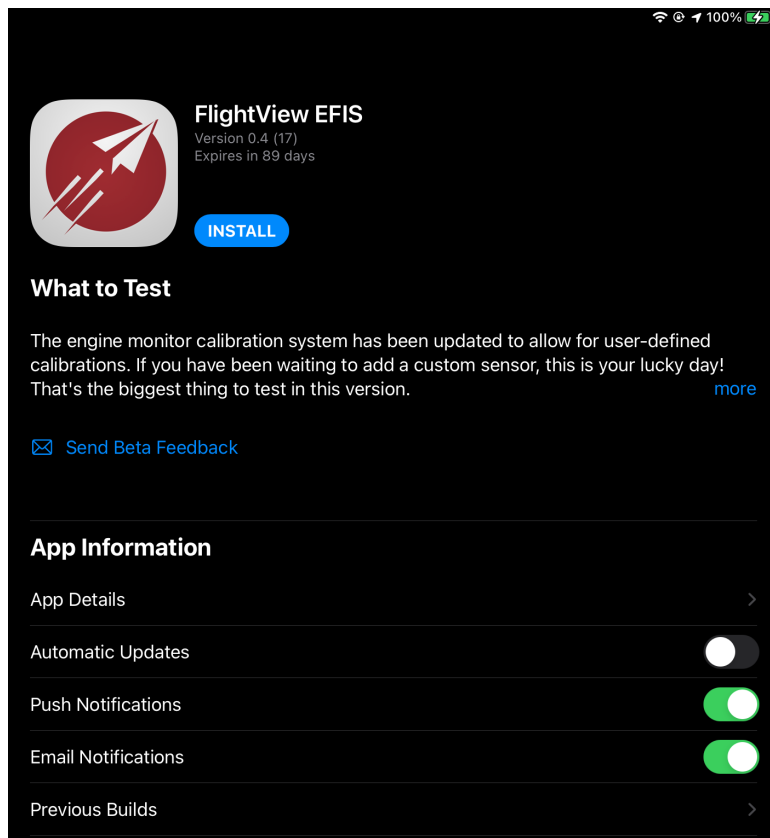 100%
FlightView EFIS
Version 0.4 (17)
Expires in 89 days
INSTALL
What to Test
The engine monitor calibration system has been updated to allow for user-defined
calibrations. If you have been waiting to add a custom sensor, this is your lucky day!
That's the biggest thing to test in this version. more
Send Beta Feedback
App Information
App Details
Automatic Updates
Push Notifications
Email Notifications
Previous Builds